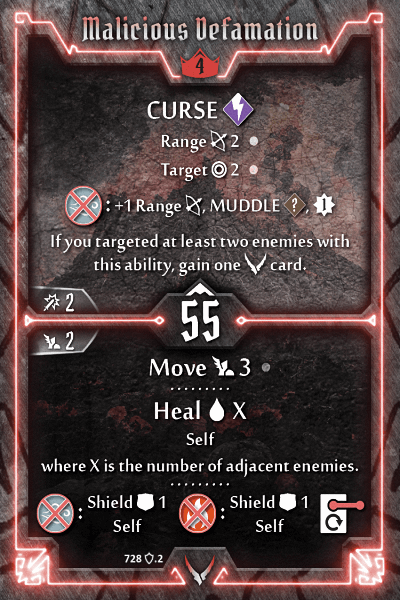 Malicious Defamation
4
CURSE
Range 2
Target 2
: +1 Range , MUDDLE ? , 1
If you targeted at least two enemies with
this ability, gain one card.
2
55
2
Move 3
Heal X
Self
where X is the number of adjacent enemies.
: Shield 1 : Shield 1
Self Self
728 .2